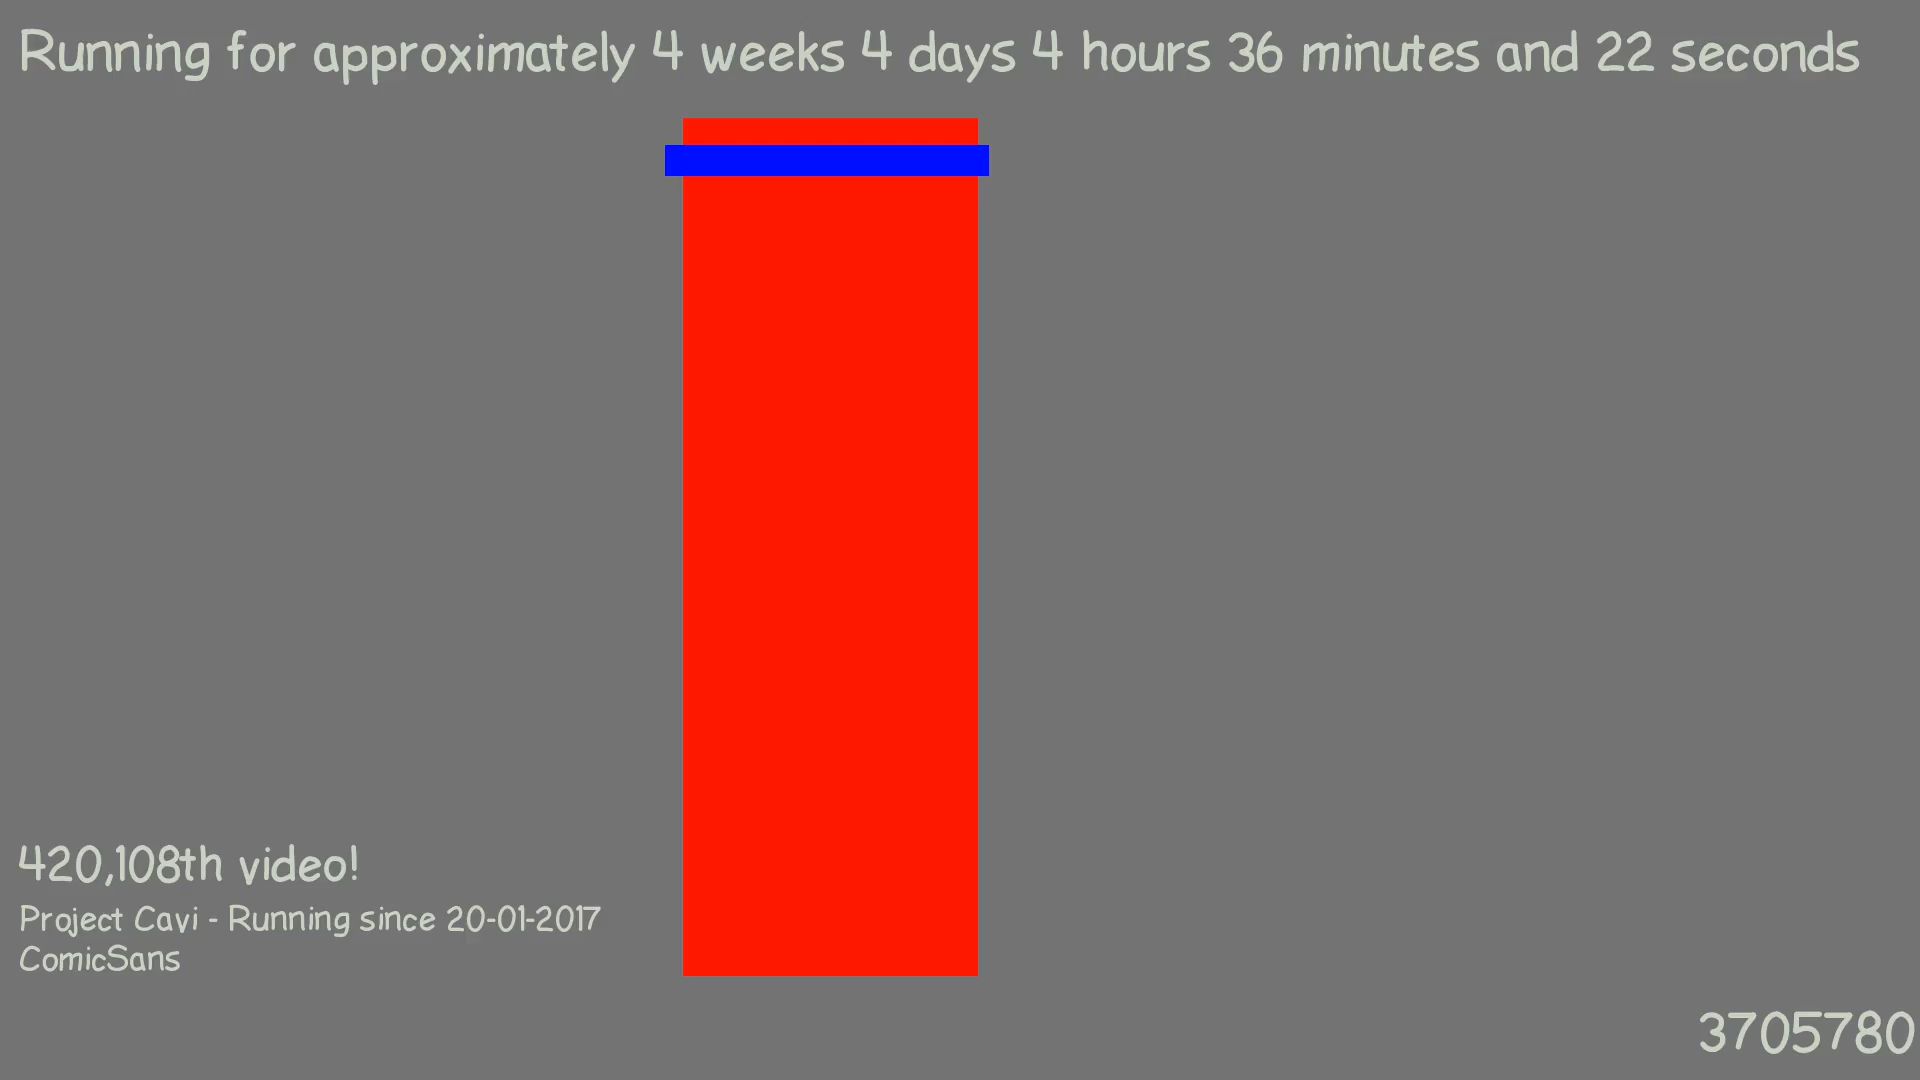 Running for approximately 4 weeks 4 days 4 hours 36 minutes and 22 seconds
420,108th video!
Project Cavi - Running since 20-01-2017
ComicSans
3705780